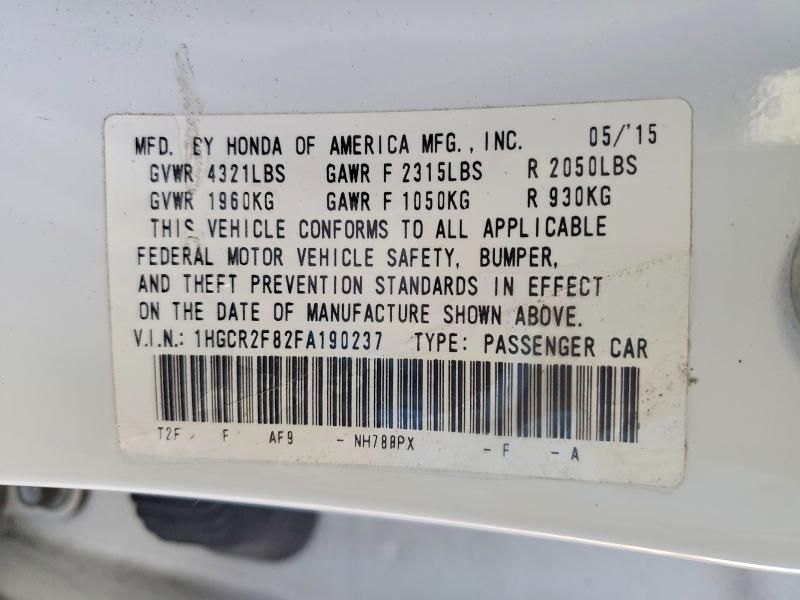 MFD. BY HONDA OF AMERICA MFG., INC. 05/'15
GVWR 4321LBS GAWR F 2315LBS R 2050LBS
GVWR 1960KG GAWR F 1050KG R 930KG
THIS VEHICLE CONFORMS TO ALL APPLICABLE
FEDERAL MOTOR VEHICLE SAFETY, BUMPER,
AND THEFT PREVENTION STANDARDS IN EFFECT
ON THE DATE OF MANUFACTURE SHOWN ABOVE.
V.I.N.: 1HGCR2F82FA190237 TYPE: PASSENGER CAR
T2F F AF9 - NH788PX - F - A